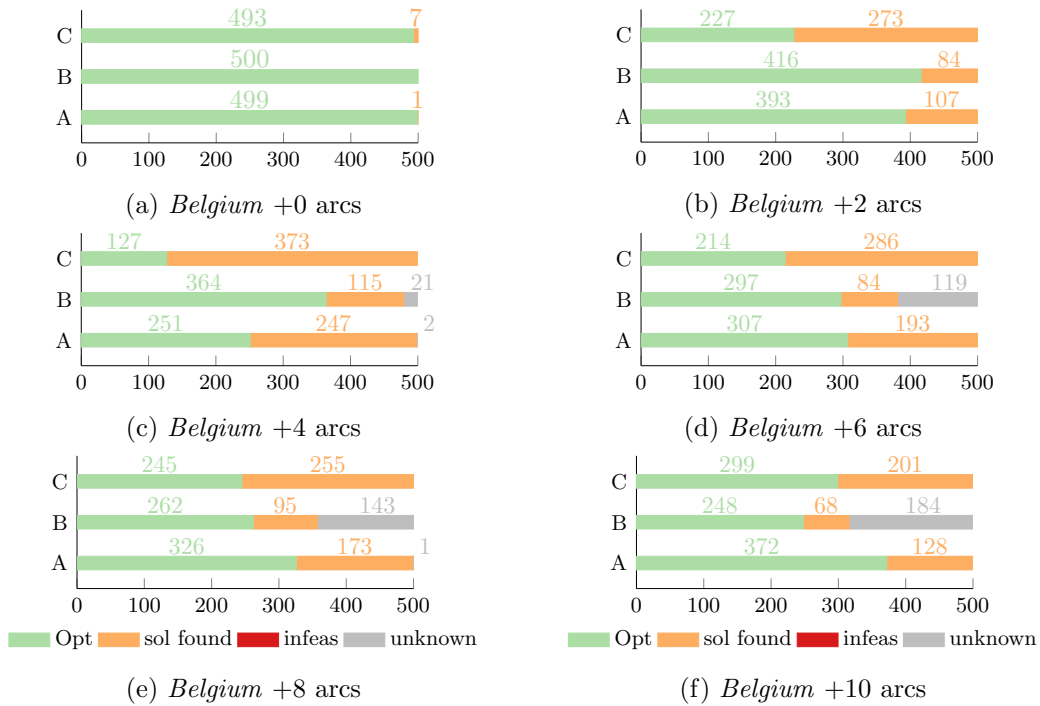 493 7
C
500
B
499 1
A
0 100 200 300 400 500
(a) Belgium +0 arcs
227 273
C
416 84
B
393 107
A
0 100 200 300 400 500
(b) Belgium +2 arcs
127 373
C
364 115 21
B
251 247 2
A
0 100 200 300 400 500
(c) Belgium +4 arcs
214 286
C
297 84 119
B
307 193
A
0 100 200 300 400 500
(d) Belgium +6 arcs
245 255
C
262 95 143
B
326 173 1
A
0 100 200 300 400 500
Opt sol found infeas unknown
(e) Belgium +8 arcs
299 201
C
248 68 184
B
372 128
A
0 100 200 300 400 500
Opt sol found infeas unknown
(f) Belgium +10 arcs